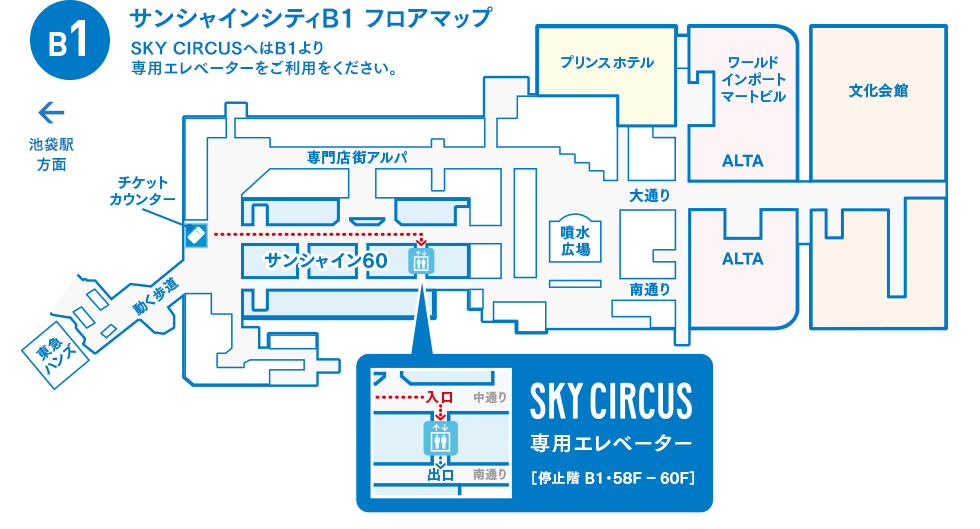 B1
サンシャインシティB1 フロアマップ
SKY CIRCUSへはB1より
専用エレベーターをご利用をください。
池袋駅
方面
チケット
カウンター
専門店街アルパ
プリンスホテル
ワールド
インポート
マートビル
ALTA
文化会館
大通り
噴水
広場
サンシャイン60
ALTA
南通り
動く歩道
東急
ハンズ
入口
中通り
出口
南通り
SKY CIRCUS
専用エレベーター
[停止階 B1・58F − 60F]